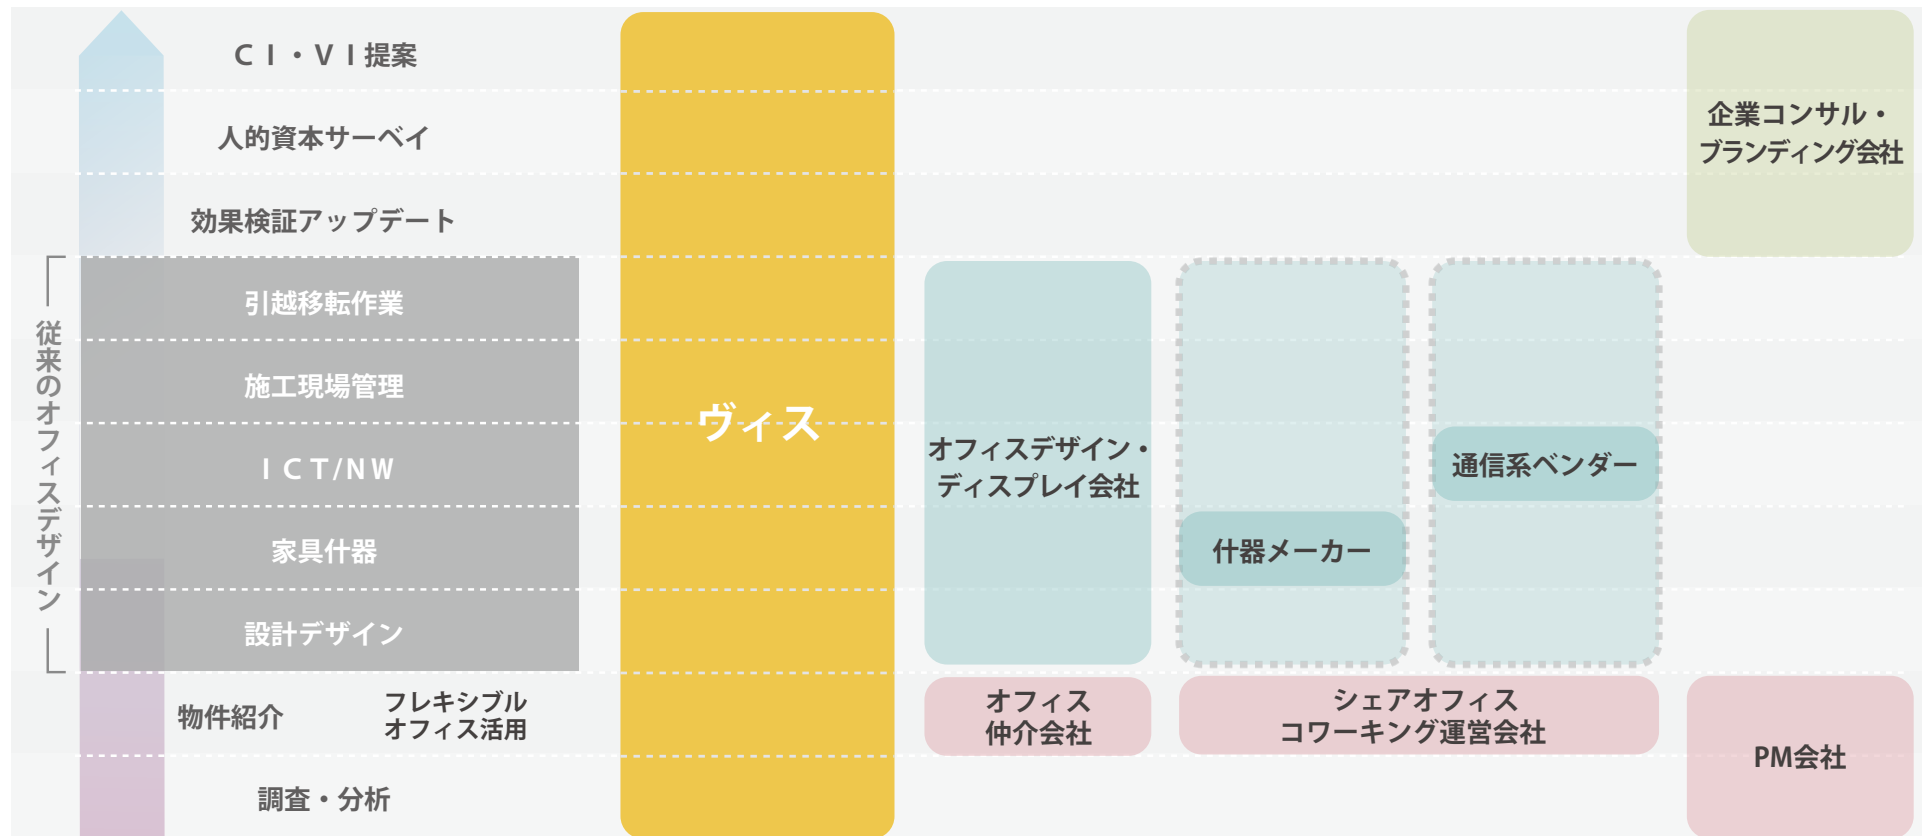 CI・VI提案
人的資本サーベイ
効果検証アップデート
従来のオフィスデザイン
引越移転作業
施工現場管理
ICT/NW
家具什器
設計デザイン
物件紹介
フレキシブル
オフィス活用
調査・分析
ヴィス
オフィスデザイン・
ディスプレイ会社
什器メーカー
通信系ベンダー
企業コンサル・
ブランディング会社
オフィス
仲介会社
シェアオフィス
コワーキング運営会社
PM会社